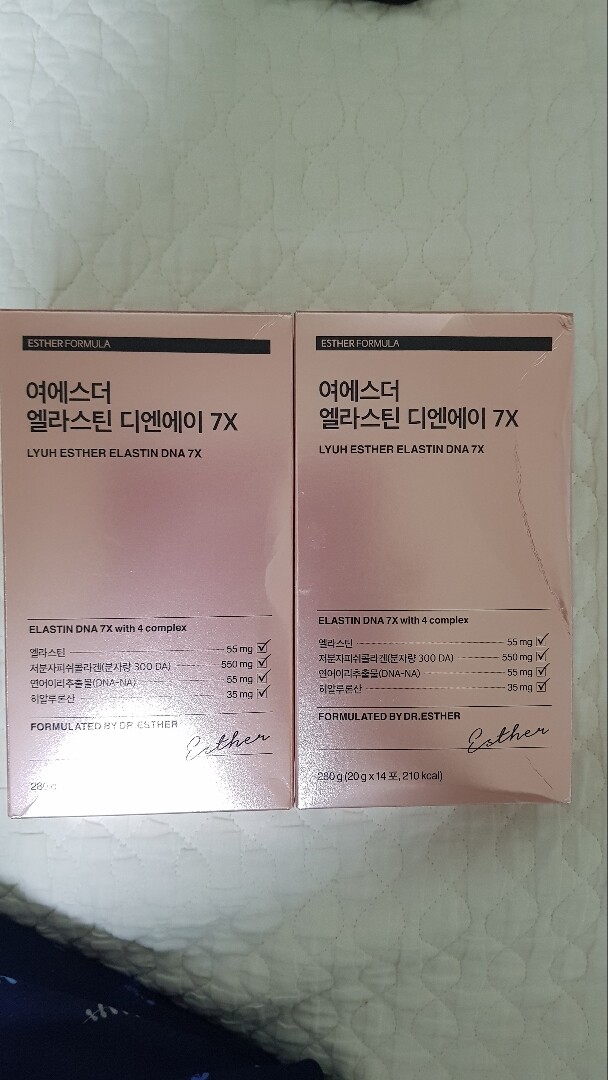 ESTHER FORMULA
여에스더
엘라스틴 디엔에이 7X
LYUH ESTHER ELASTIN DNA 7X
ELASTIN DNA 7X with 4 complex
엘라스틴 55 mg
저분자피쉬콜라겐(분자량 300 DA) 550 mg
연어이리추출물(DNA-NA) 55 mg
히알루론산 35 mg
FORMULATED BY DR.ESTHER
Esther
280 g
ESTHER FORMULA
여에스더
엘라스틴 디엔에이 7X
LYUH ESTHER ELASTIN DNA 7X
ELASTIN DNA 7X with 4 complex
엘라스틴 55 mg
저분자피쉬콜라겐(분자량 300 DA) 550 mg
연어이리추출물(DNA-NA) 55 mg
히알루론산 35 mg
FORMULATED BY DR.ESTHER
Esther
280 g (20 g x 14 포, 210 kcal)